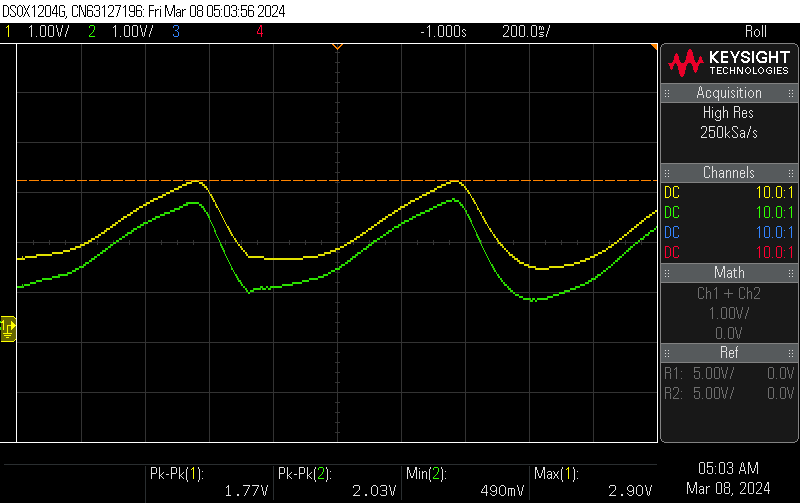 DSOX1204G, CN63127196: Fri Mar 08 05:03:56 2024
1 1.00V/ 2 1.00V/ 3 4 -1.000s 200.0ms/ Roll
KEYSIGHT
TECHNOLOGIES
Acquisition
High Res
250kSa/s
Channels
DC 10.0:1
DC 10.0:1
DC 10.0:1
DC 10.0:1
Math
Ch1 + Ch2
1.00V/
0.0V
Ref
R1: 5.00V/ 0.0V
R2: 5.00V/ 0.0V
Pk-Pk(1): Pk-Pk(2): Min(2): Max(1):
1.77V 2.03V 490mV 2.90V
05:03 AM
Mar 08, 2024